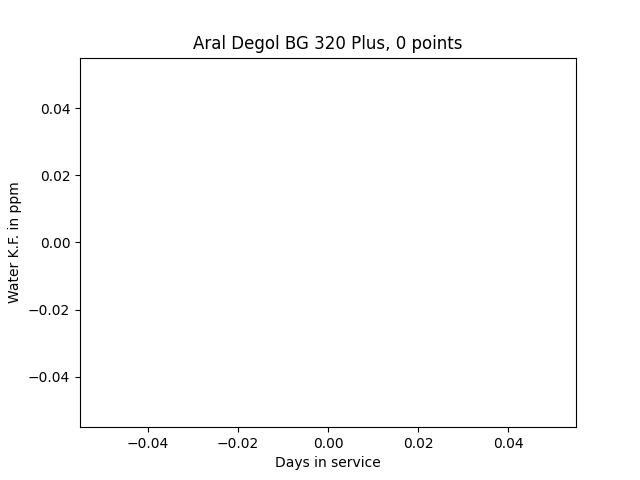 Aral Degol BG 320 Plus, 0 points
0.04
0.02
0.00
−0.02
−0.04
Water K.F. in ppm
−0.04 −0.02 0.00 0.02 0.04
Days in service